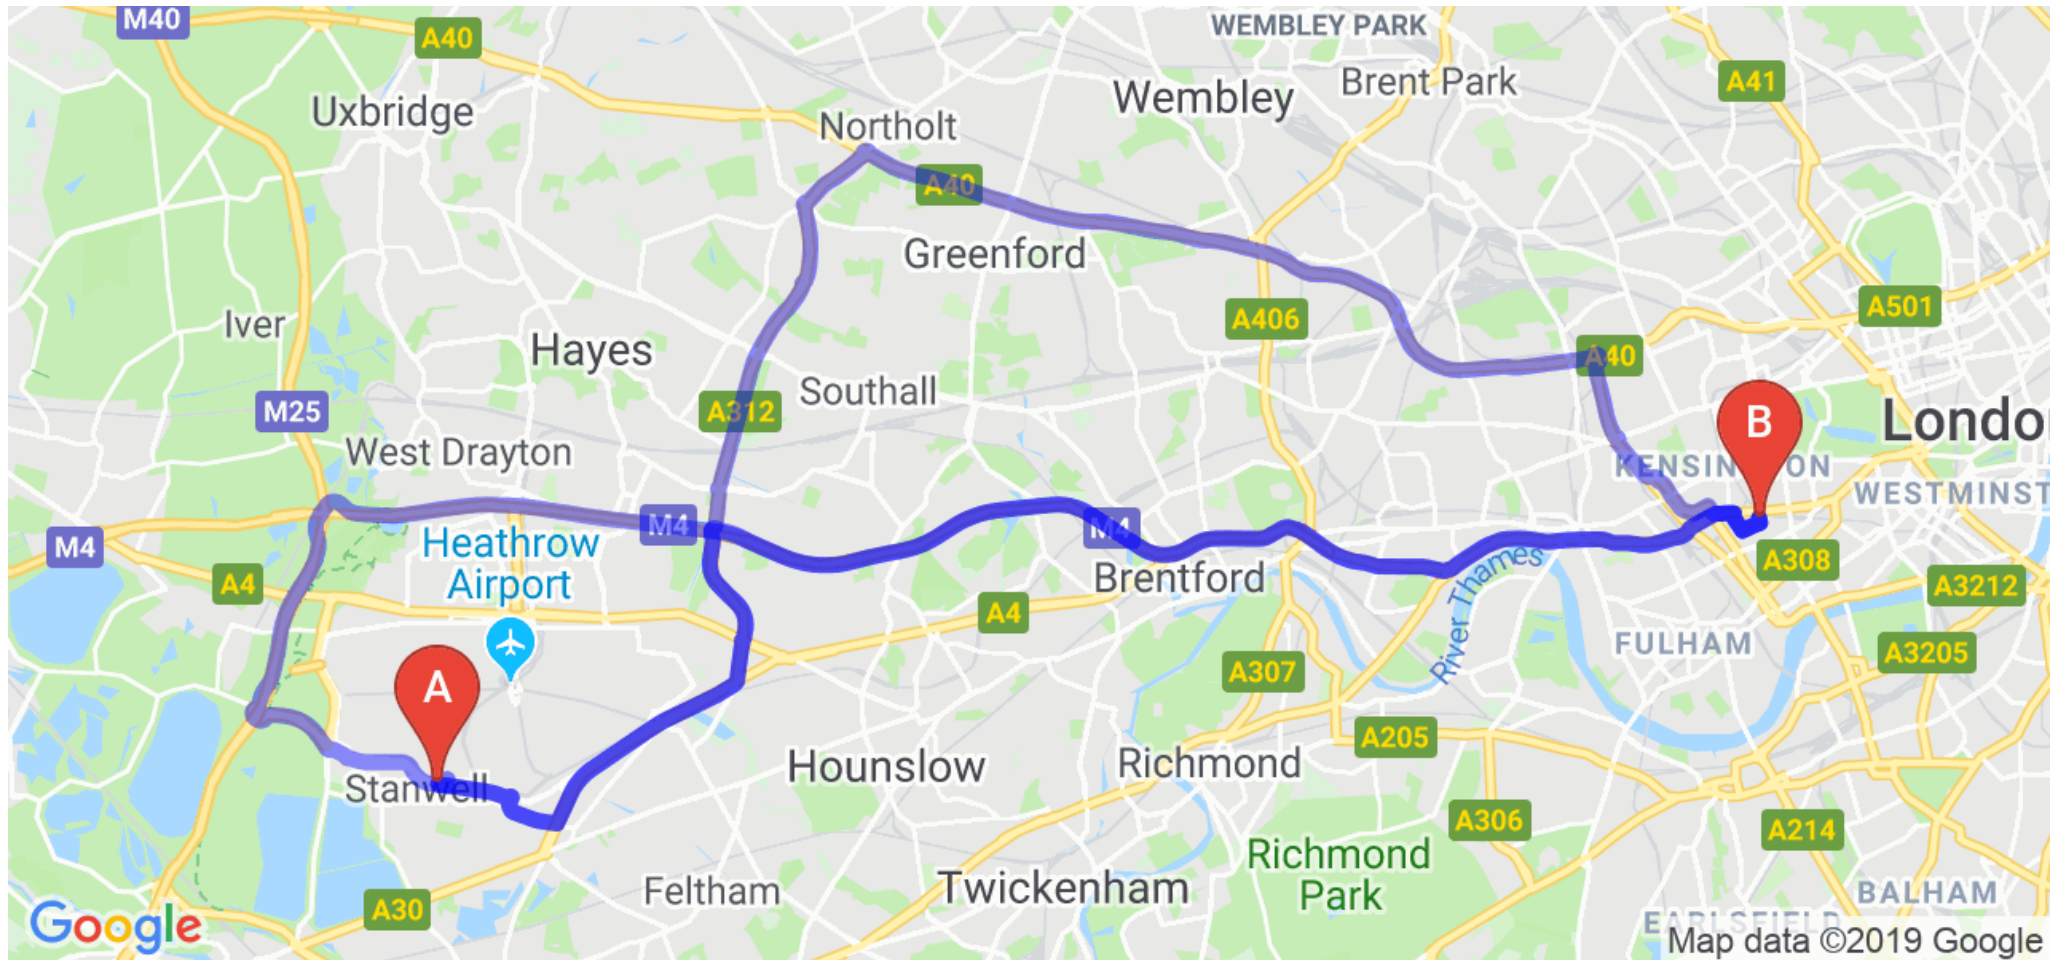 M40
A40
WEMBLEY PARK
Wembley
Brent Park
A41
Uxbridge
Northolt
A40
Greenford
Iver
A406
A501
Hayes
A40
M25
A312
Southall
B
London
West Drayton
KENSINGTON
WESTMINST
M4
M4
M4
Heathrow
Airport
A4
Brentford
A308
A3212
A4
River Thames
FULHAM
A3205
A307
A
Stanwell
Hounslow
Richmond
A205
A306
A214
Richmond
Park
Feltham
Twickenham
BALHAM
A30
EARLSFIELD
Google
Map data ©2019 Google